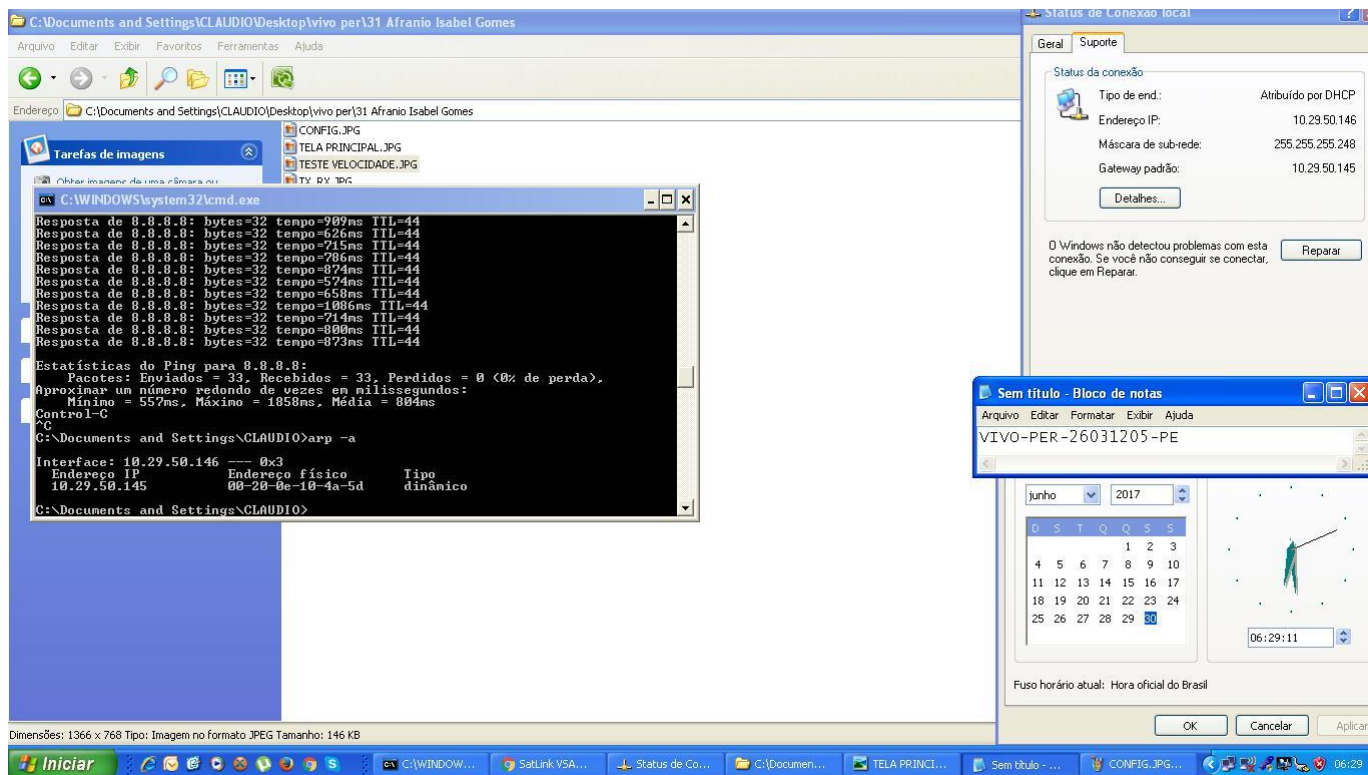 C:\Documents and Settings\CLAUDIO\Desktop\vivo per\31 Afranio Isabel Gomes
Arquivo Editar Exibir Favoritos Ferramentas Ajuda
Endereço C:\Documents and Settings\CLAUDIO\Desktop\vivo per\31 Afranio Isabel Gomes
Tarefas de imagens
Obter imagens de uma câmara ou
CONFIG.JPG
TELA PRINCIPAL.JPG
TESTE VELOCIDADE.JPG
TX_RX.JPG
C:\WINDOWS\system32\cmd.exe
Resposta de 8.8.8.8: bytes=32 tempo=909ms TTL=44
Resposta de 8.8.8.8: bytes=32 tempo=626ms TTL=44
Resposta de 8.8.8.8: bytes=32 tempo=715ms TTL=44
Resposta de 8.8.8.8: bytes=32 tempo=786ms TTL=44
Resposta de 8.8.8.8: bytes=32 tempo=874ms TTL=44
Resposta de 8.8.8.8: bytes=32 tempo=574ms TTL=44
Resposta de 8.8.8.8: bytes=32 tempo=658ms TTL=44
Resposta de 8.8.8.8: bytes=32 tempo=1086ms TTL=44
Resposta de 8.8.8.8: bytes=32 tempo=714ms TTL=44
Resposta de 8.8.8.8: bytes=32 tempo=800ms TTL=44
Resposta de 8.8.8.8: bytes=32 tempo=873ms TTL=44
Estatísticas do Ping para 8.8.8.8:
Pacotes: Enviados = 33, Recebidos = 33, Perdidos = 0 (0% de perda),
Aproximar um número redondo de vezes em milissegundos:
Mínimo = 557ms, Máximo = 1858ms, Média = 804ms
Control-C
^C
C:\Documents and Settings\CLAUDIO>arp -a
Interface: 10.29.50.146 --- 0x3
Endereço IP Endereço físico Tipo
10.29.50.145 00-20-0e-10-4a-5d dinâmico
C:\Documents and Settings\CLAUDIO>
Status de Conexão local
Geral Suporte
Status da conexão
Tipo de end.: Atribuído por DHCP
Endereço IP: 10.29.50.146
Máscara de sub-rede: 255.255.255.248
Gateway padrão: 10.29.50.145
Detalhes...
O Windows não detectou problemas com esta
conexão. Se você não conseguir se conectar,
clique em Reparar.
Reparar
Sem título - Bloco de notas
Arquivo Editar Formatar Exibir Ajuda
VIVO-PER-26031205-PE
junho 2017
D S T Q Q S S
1 2 3
4 5 6 7 8 9 10
11 12 13 14 15 16 17
18 19 20 21 22 23 24
25 26 27 28 29 30
06:29:11
Fuso horário atual: Hora oficial do Brasil
OK Cancelar Aplicar
Dimensões: 1366 x 768 Tipo: Imagem no formato JPEG Tamanho: 146 KB
Iniciar C:\WINDOW... SatLink VSA... Status de Co... C:\Documen... TELA PRINCI... Sem título - ... CONFIG.JPG... 06:29